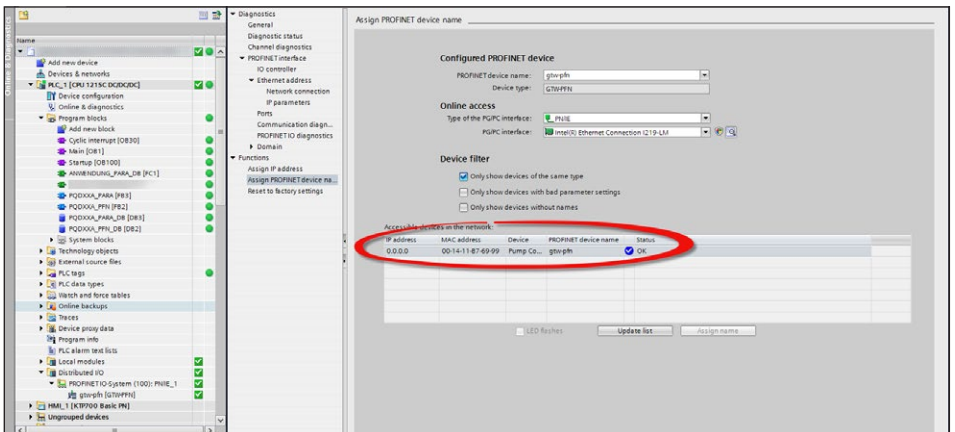 Online & Diagnostics
Name
Add new device
Devices & networks
PLC_1 [CPU 1215C DC/DC/DC]
Device configuration
Online & diagnostics
Program blocks
Add new block
Cyclic interrupt [OB30]
Main [OB1]
Startup [OB100]
ANWENDUNG_PARA_DB [FC1]
PQDXXA_PARA [FB3]
PQDXXA_PFN [FB2]
PQDXXA_PARA_DB [DB3]
PQDXXA_PFN_DB [DB2]
System blocks
Technology objects
External source files
PLC tags
PLC data types
Watch and force tables
Online backups
Traces
Device proxy data
Program info
PLC alarm text lists
Local modules
Distributed I/O
PROFINET IO-System (100): PN/IE_1
gtw-pfn [GTW-PFN]
HMI_1 [KTP700 Basic PN]
Ungrouped devices
Diagnostics
General
Diagnostic status
Channel diagnostics
PROFINET interface
IO controller
Ethernet address
Network connection
IP parameters
Ports
Communication diagn...
PROFINET IO diagnostics
Domain
Functions
Assign IP address
Assign PROFINET device na...
Reset to factory settings
Assign PROFINET device name
Configured PROFINET device
PROFINET device name: gtw-pfn
Device type: GTW-PFN
Online access
Type of the PG/PC interface: PN/IE
PG/PC interface: Intel(R) Ethernet Connection I219-LM
Device filter
Only show devices of the same type
Only show devices with bad parameter settings
Only show devices without names
Accessible devices in the network:
IP address MAC address Device PROFINET device name Status
0.0.0.0 00-14-11-B7-69-99 Pump Co... gtw-pfn OK
LED flashes Update list Assign name